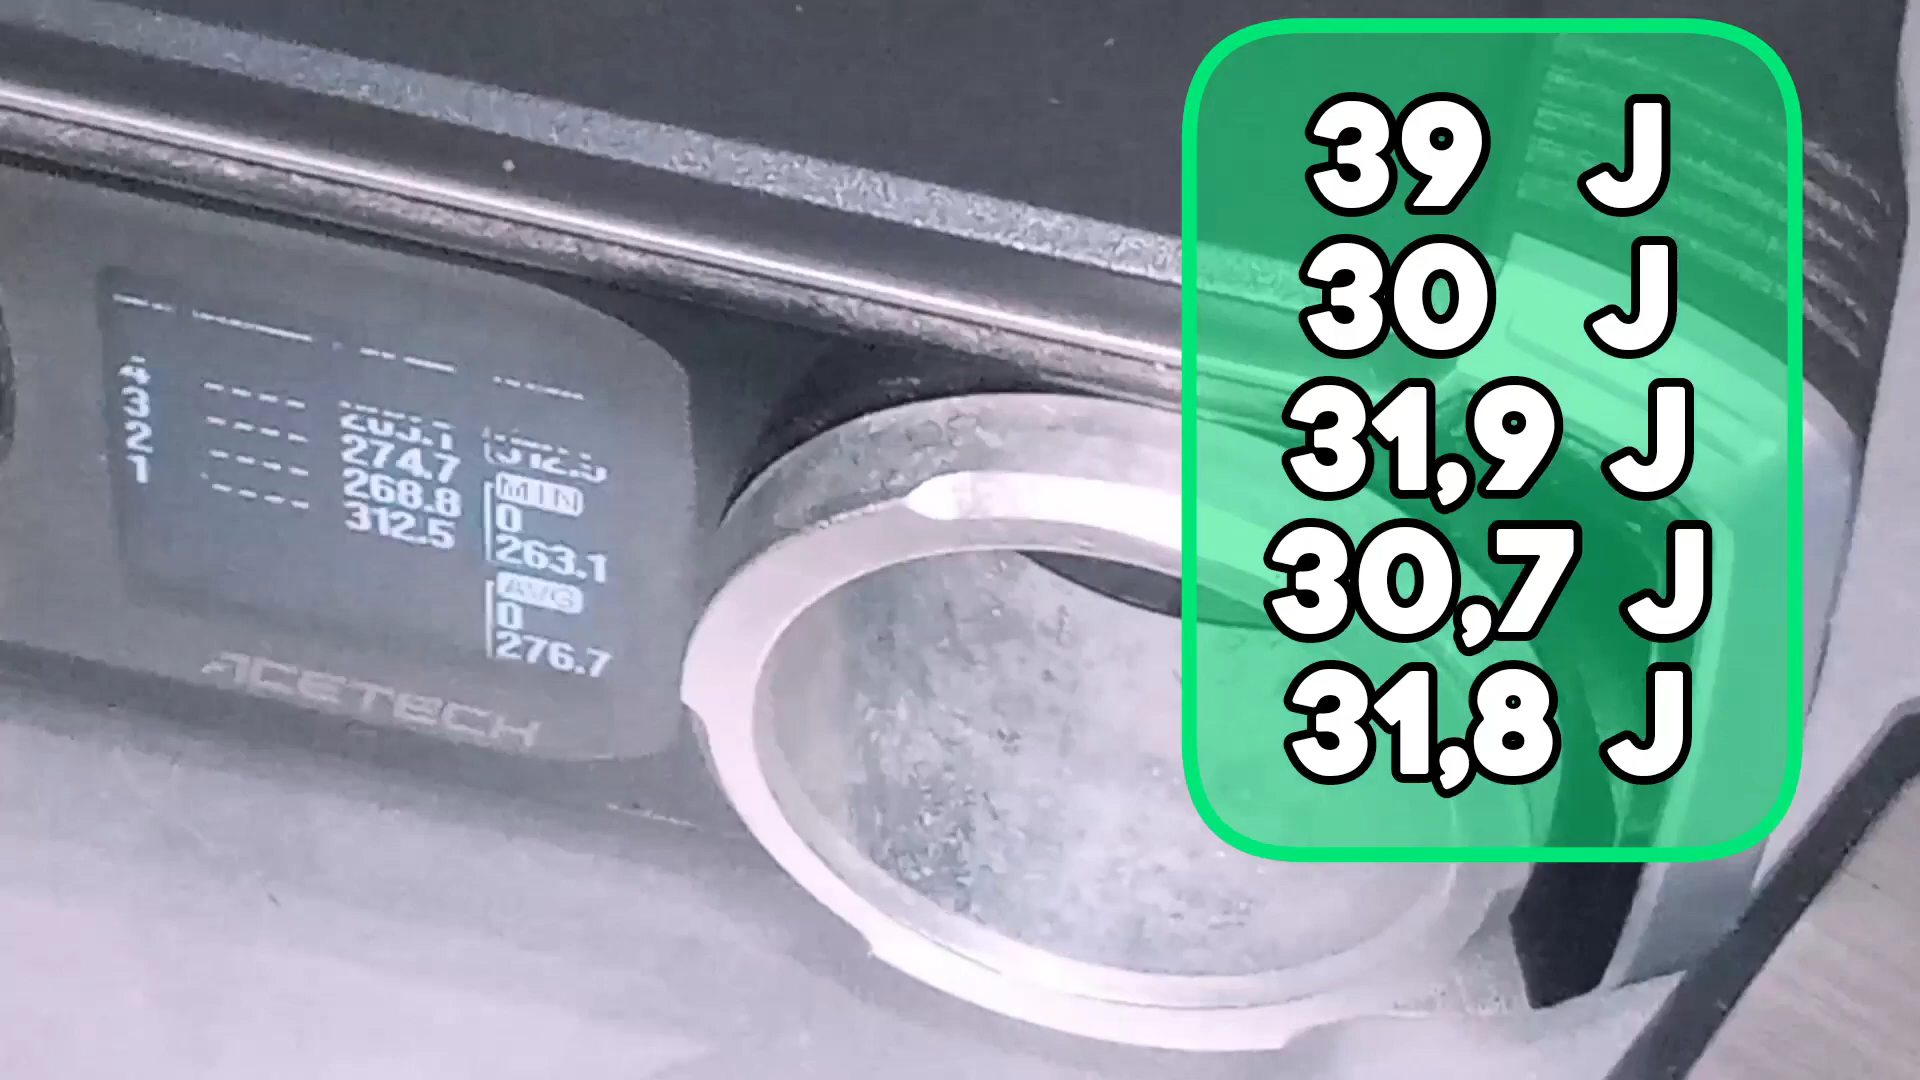 4
3 ----
2 ---- 274.7
1 ---- 268.8
---- 312.5
MIN
0
263.1
AVG
0
276.7
ACETECH
39 J
30 J
31,9 J
30,7 J
31,8 J